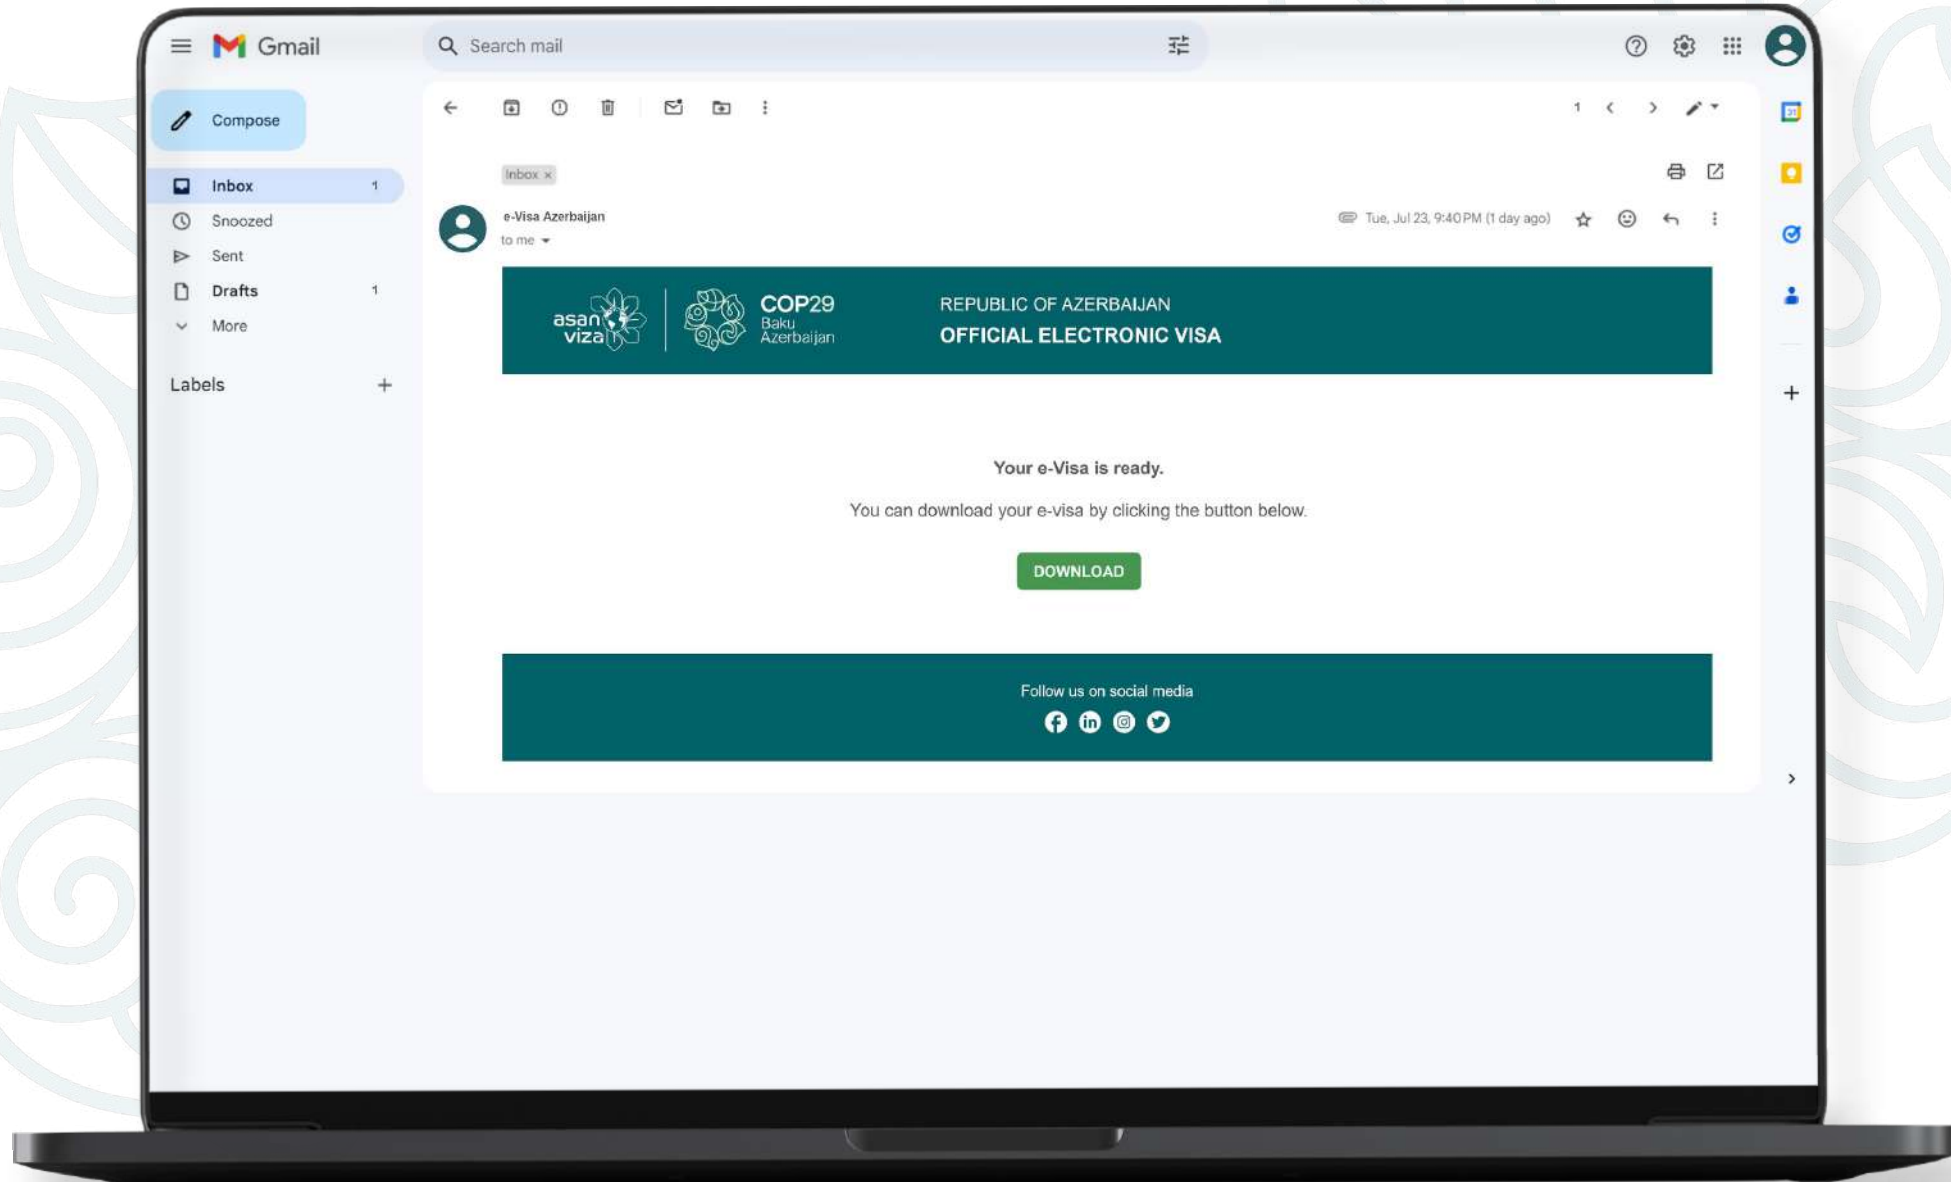 Gmail
Search mail
Compose
1
Inbox 1
Snoozed
Sent
Drafts 1
More
Labels
Inbox ×
e-Visa Azerbaijan
to me
Tue, Jul 23, 9:40 PM (1 day ago)
31
asan
viza
COP29
Baku
Azerbaijan
REPUBLIC OF AZERBAIJAN
OFFICIAL ELECTRONIC VISA
Your e-Visa is ready.
You can download your e-visa by clicking the button below.
DOWNLOAD
Follow us on social media